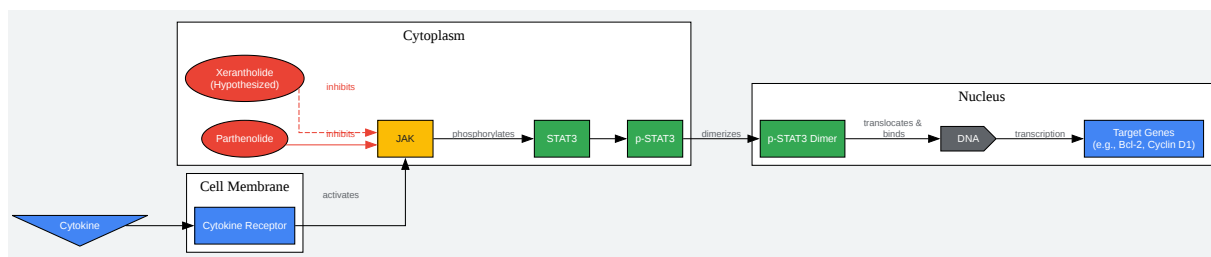 Cytoplasm
Xerantholide
(Hypothesized)
inhibits
Parthenolide
inhibits
JAK
phosphorylates
STAT3
p-STAT3
dimerizes
Nucleus
p-STAT3 Dimer
translocates &
binds
DNA
transcription
Target Genes
(e.g., Bcl-2, Cyclin D1)
Cell Membrane
activates
Cytokine
Cytokine Receptor